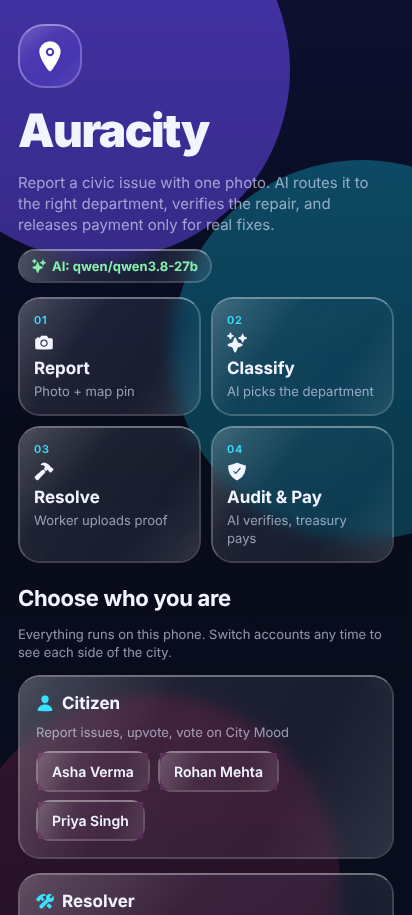 Auracity
Report a civic issue with one photo. AI routes it to
the right department, verifies the repair, and
releases payment only for real fixes.
AI: qwen/qwen3.8-27b
01
Report
Photo + map pin
02
Classify
AI picks the department
03
Resolve
Worker uploads proof
04
Audit & Pay
AI verifies, treasury
pays
Choose who you are
Everything runs on this phone. Switch accounts any time to
see each side of the city.
Citizen
Report issues, upvote, vote on City Mood
Asha Verma
Rohan Mehta
Priya Singh
Resolver